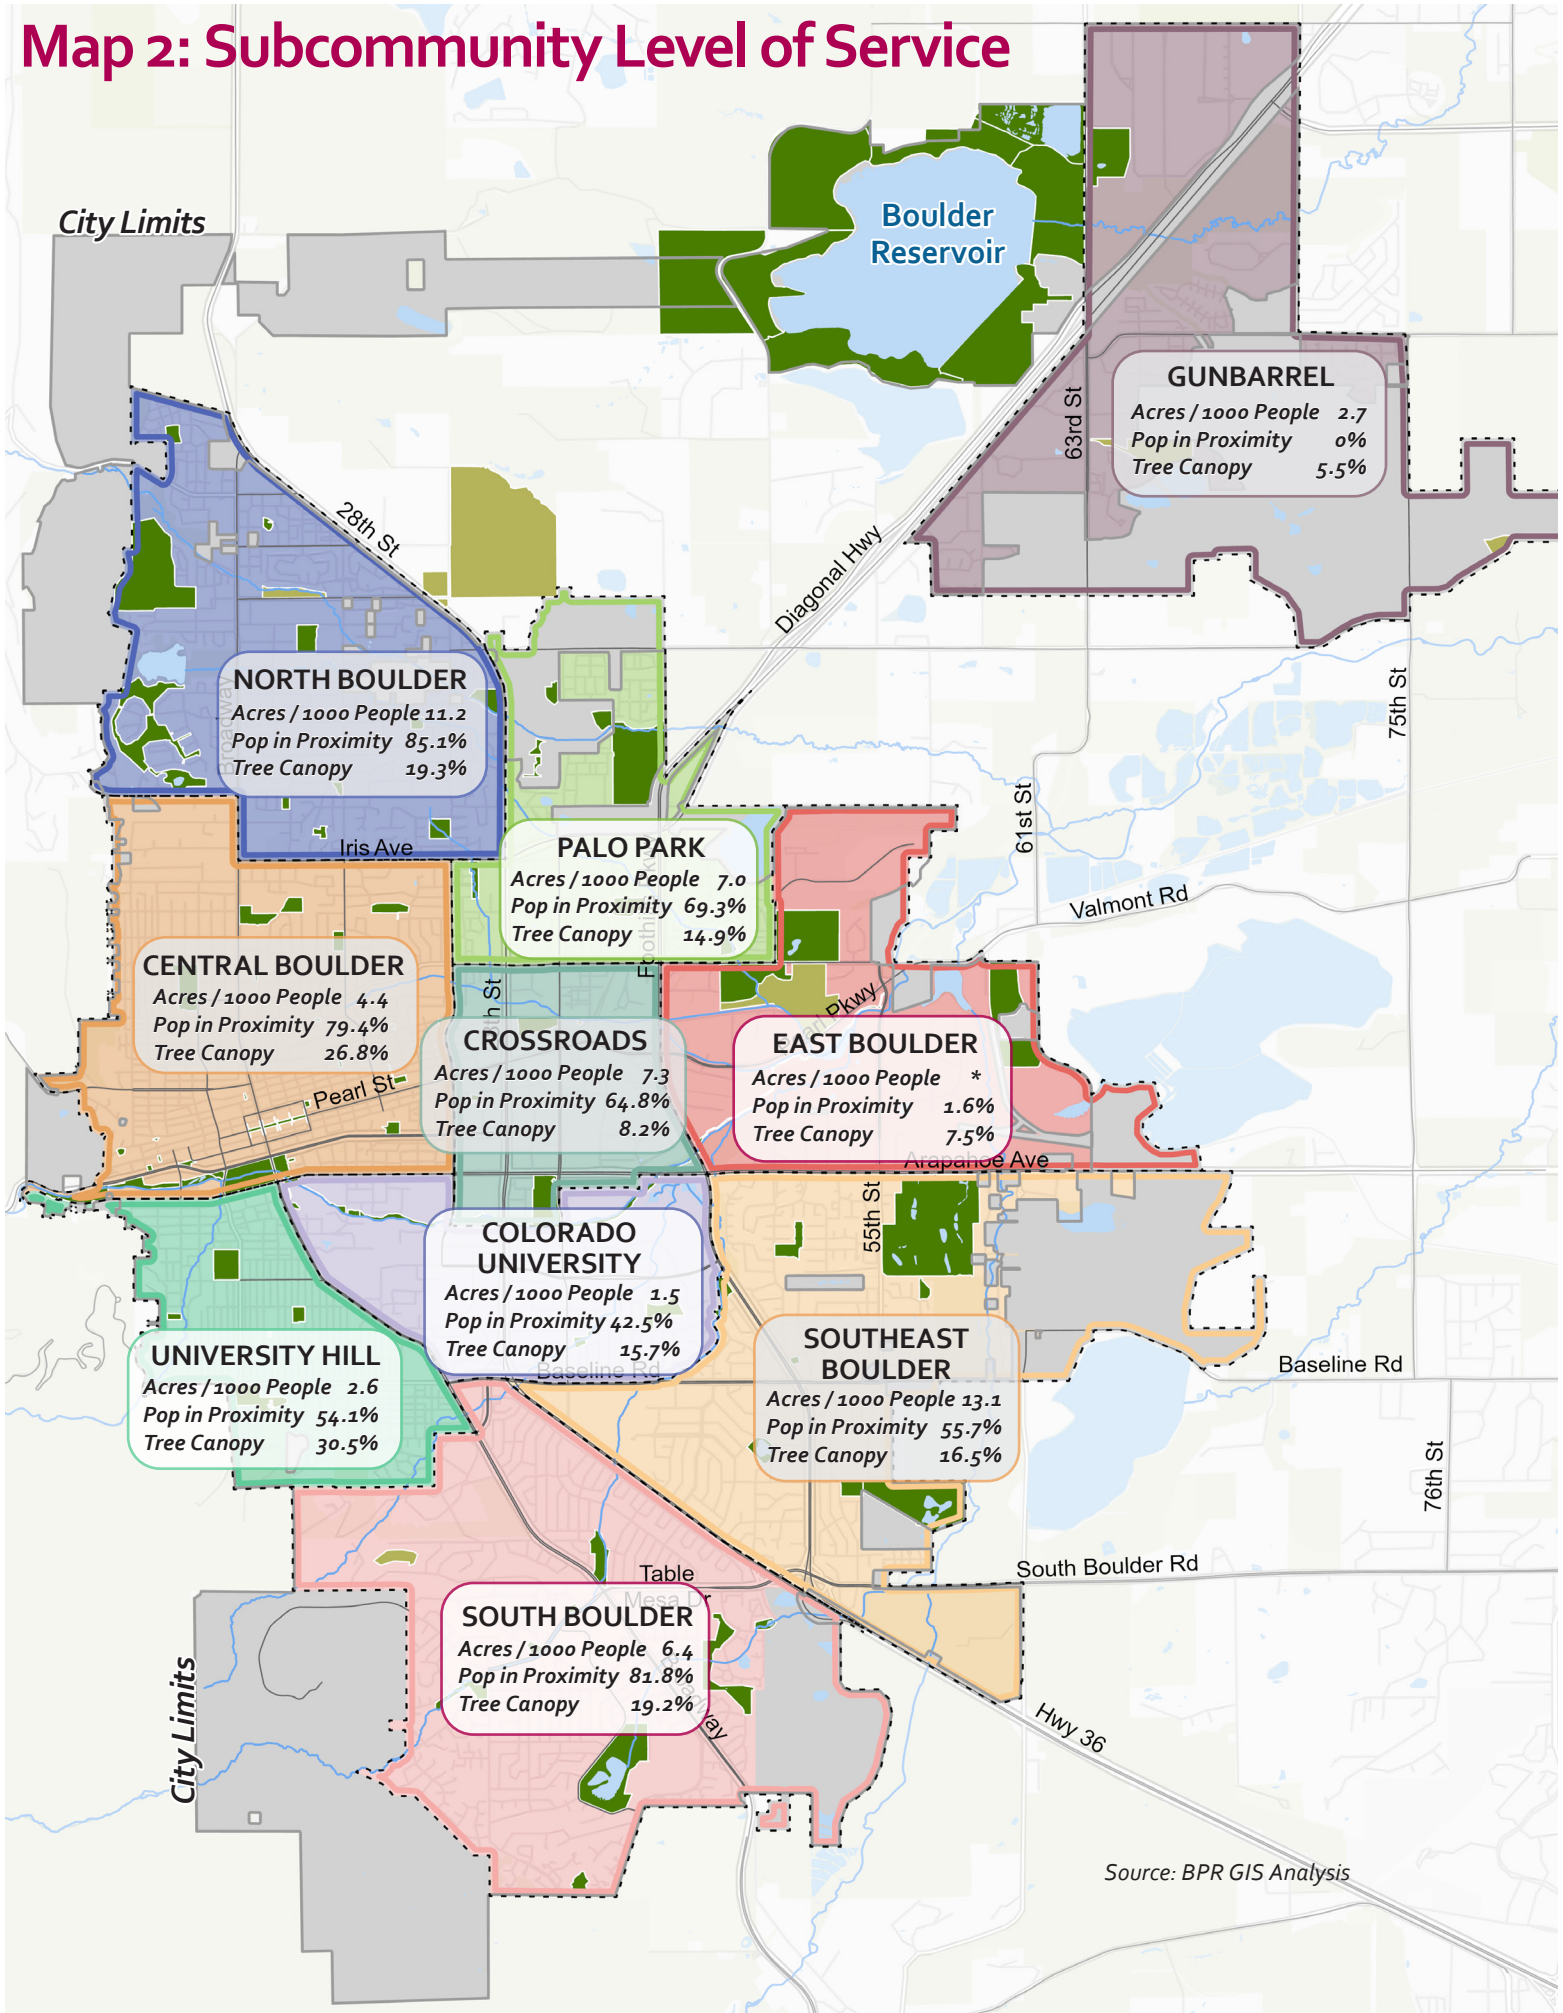 Map 2: Subcommunity Level of Service
City Limits
Boulder
Reservoir
63rd St
GUNBARREL
Acres / 1000 People 2.7
Pop in Proximity 0%
Tree Canopy 5.5%
28th St
Diagonal Hwy
NORTH BOULDER
Acres / 1000 People 11.2
Pop in Proximity 85.1%
Tree Canopy 19.3%
Broadway
75th St
61st St
Iris Ave
PALO PARK
Acres / 1000 People 7.0
Pop in Proximity 69.3%
Tree Canopy 14.9%
Valmont Rd
CENTRAL BOULDER
Acres / 1000 People 4.4
Pop in Proximity 79.4%
Tree Canopy 26.8%
Pearl St
CROSSROADS
Acres / 1000 People 7.3
Pop in Proximity 64.8%
Tree Canopy 8.2%
Pkwy
EAST BOULDER
Acres / 1000 People *
Pop in Proximity 1.6%
Tree Canopy 7.5%
Arapahoe Ave
55th St
COLORADO
UNIVERSITY
Acres / 1000 People 1.5
Pop in Proximity 42.5%
Tree Canopy 15.7%
Baseline Rd
UNIVERSITY HILL
Acres / 1000 People 2.6
Pop in Proximity 54.1%
Tree Canopy 30.5%
SOUTHEAST
BOULDER
Acres / 1000 People 13.1
Pop in Proximity 55.7%
Tree Canopy 16.5%
Baseline Rd
76th St
South Boulder Rd
Table
Mesa Dr
SOUTH BOULDER
Acres / 1000 People 6.4
Pop in Proximity 81.8%
Tree Canopy 19.2%
Broadway
City Limits
Hwy 36
Source: BPR GIS Analysis